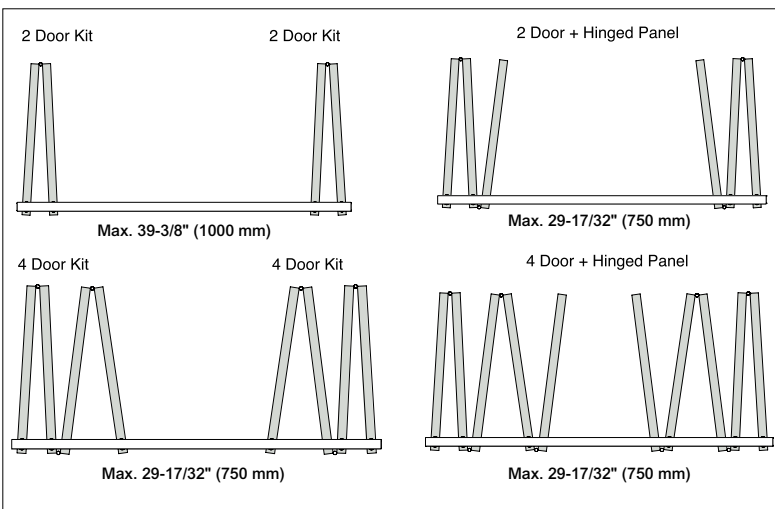 2 Door Kit
2 Door Kit
Max. 39-3/8" (1000 mm)
2 Door + Hinged Panel
Max. 29-17/32" (750 mm)
4 Door Kit
4 Door Kit
Max. 29-17/32" (750 mm)
4 Door + Hinged Panel
Max. 29-17/32" (750 mm)